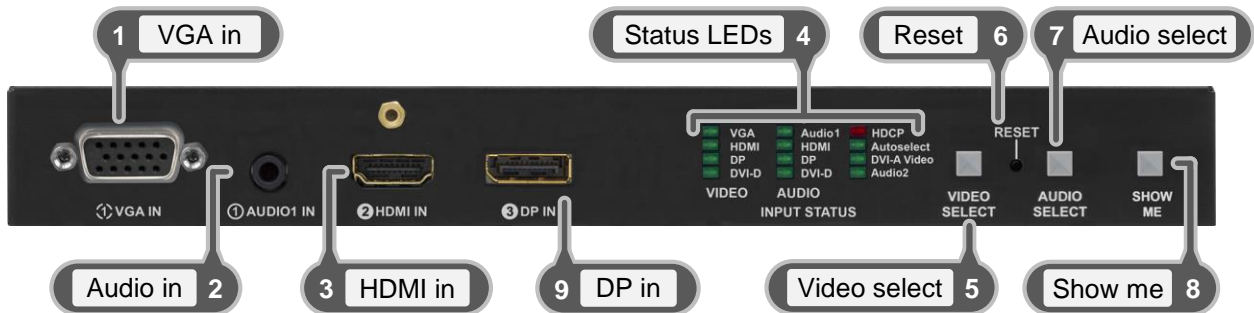 1 VGA in
Status LEDs 4
Reset 6
7 Audio select
VGA
HDMI
DP
DVI-D
VIDEO
Audio1
HDMI
DP
DVI-D
AUDIO
HDCP
Autoselect
DVI-A Video
Audio2
INPUT STATUS
RESET
① VGA IN
① AUDIO1 IN
② HDMI IN
③ DP IN
VIDEO
SELECT
AUDIO
SELECT
SHOW
ME
Audio in 2
3 HDMI in
9 DP in
Video select 5
Show me 8